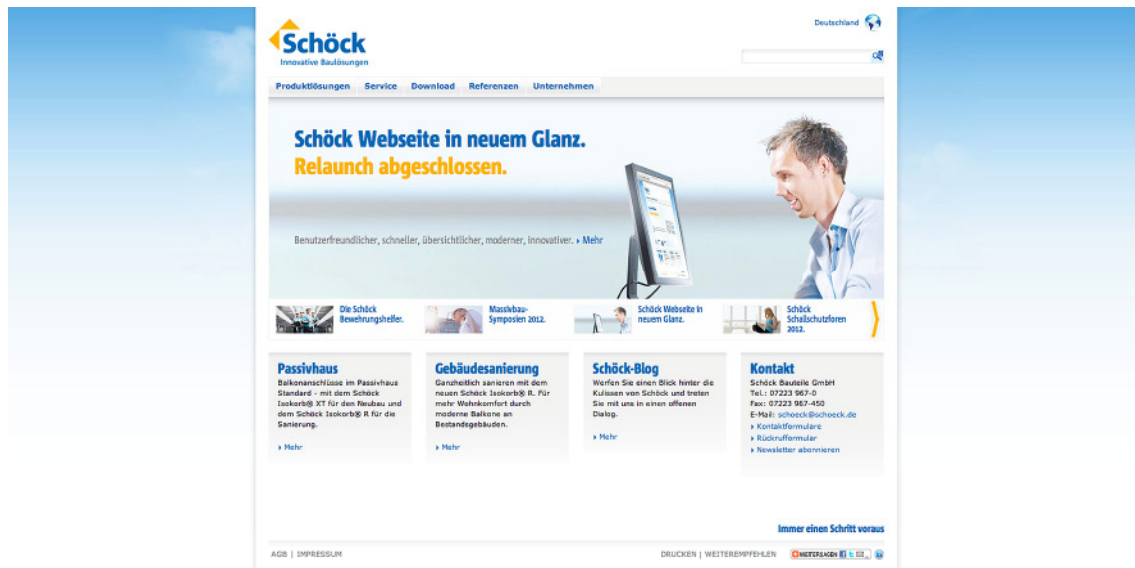 Schöck
Innovative Baulösungen
Deutschland
Produktlösungen Service Download Referenzen Unternehmen
Schöck Webseite in neuem Glanz.
Relaunch abgeschlossen.
Benutzerfreundlicher, schneller, übersichtlicher, moderner, innovativer. Mehr
Die Schöck
Bewehrungshelfer.
Massivbau-
Symposien 2012.
Schöck Webseite in
neuem Glanz.
Schöck
Schallschutzforen
2012.
Passivhaus
Balkonanschlüsse im Passivhaus
Standard - mit dem Schöck
Isokorb® XT für den Neubau und
dem Schöck Isokorb® R für die
Sanierung.
Mehr
Gebäudesanierung
Ganzheitlich sanieren mit dem
neuen Schöck Isokorb® R. Für
mehr Wohnkomfort durch
moderne Balkone an
Bestandsgebäuden.
Mehr
Schöck-Blog
Werfen Sie einen Blick hinter die
Kulissen von Schöck und treten
Sie mit uns in einen offenen
Dialog.
Mehr
Kontakt
Schöck Bauteile GmbH
Tel.: 07223 967-0
Fax: 07223 967-450
E-Mail: schoeck@schoeck.de
Kontaktformulare
Rückrufformular
Newsletter abonnieren
Immer einen Schritt voraus
AGB | IMPRESSUM
DRUCKEN | WEITEREMPFEHLEN
WEITERSAGEN